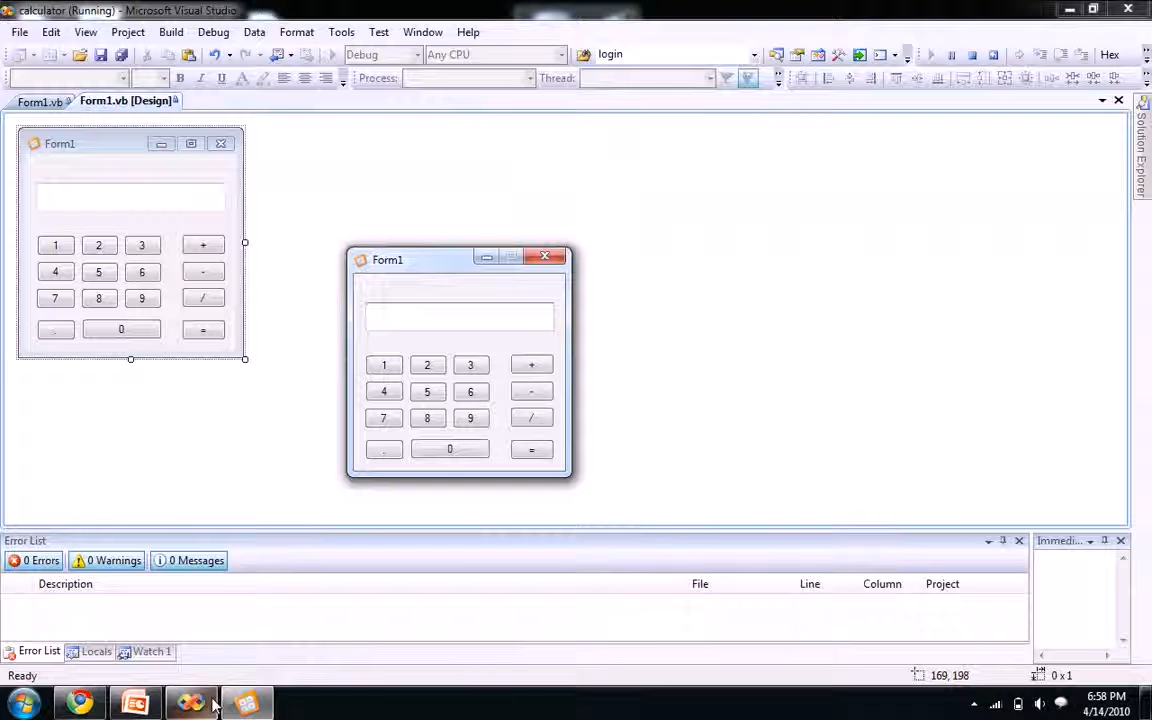 calculator (Running) - Microsoft Visual Studio
File Edit View Project Build Debug Format Data Tools Test Window Help
Debug Any CPU login Hex
B I U A Process: Thread:
Form1.vb Form1.vb [Design]
Solution Explorer
Form1
1 2 3 +
4 5 6 -
7 8 9 /
. 0 =
Form1
1 2 3 +
4 5 6 -
7 8 9 /
. 0 =
Error List
0 Errors 0 Warnings 0 Messages
Description File Line Column Project
Immedi...
Error List Locals Watch 1
Ready 169, 198 0 x 1
6:58 PM
4/14/2010